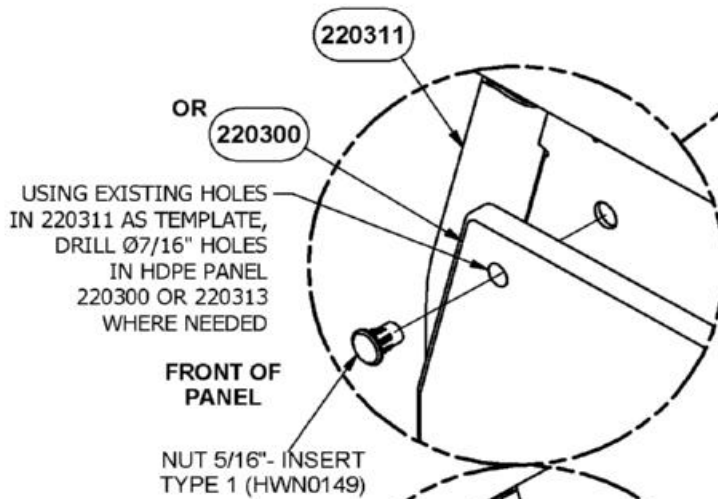 220311
OR
220300
USING EXISTING HOLES
IN 220311 AS TEMPLATE,
DRILL Ø7/16" HOLES
IN HDPE PANEL
220300 OR 220313
WHERE NEEDED
FRONT OF
PANEL
NUT 5/16"- INSERT
TYPE 1 (HWN0149)